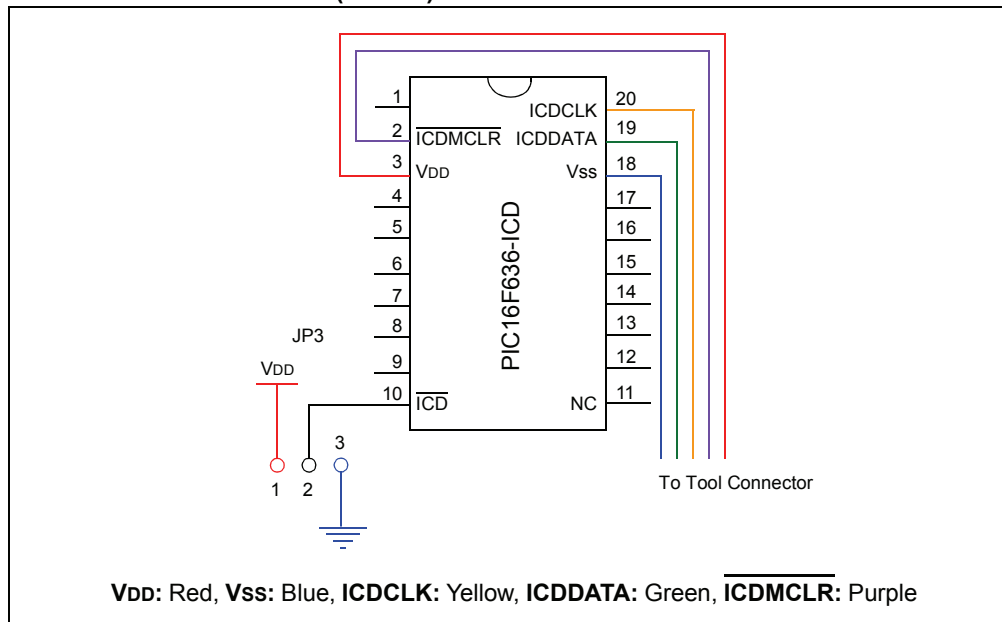 1
2
3
4
5
6
7
8
9
10
ICDMCLR
VDD
ICD
PIC16F636-ICD
ICDCLK
ICDDATA
Vss
NC
20
19
18
17
16
15
14
13
12
11
JP3
VDD
1
2
3
To Tool Connector
VDD: Red, Vss: Blue, ICDCLK: Yellow, ICDDATA: Green, ICDMCLR: Purple